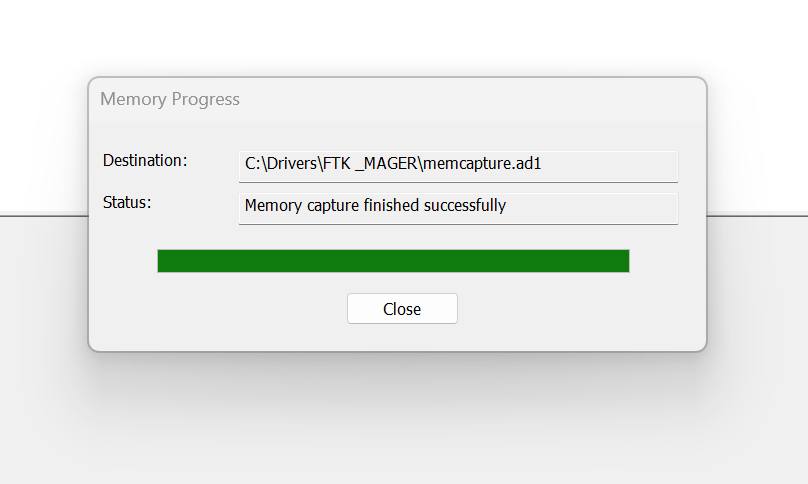 Memory Progress
Destination: C:\Drivers\FTK _MAGER\memcapture.ad1
Status: Memory capture finished successfully
Close